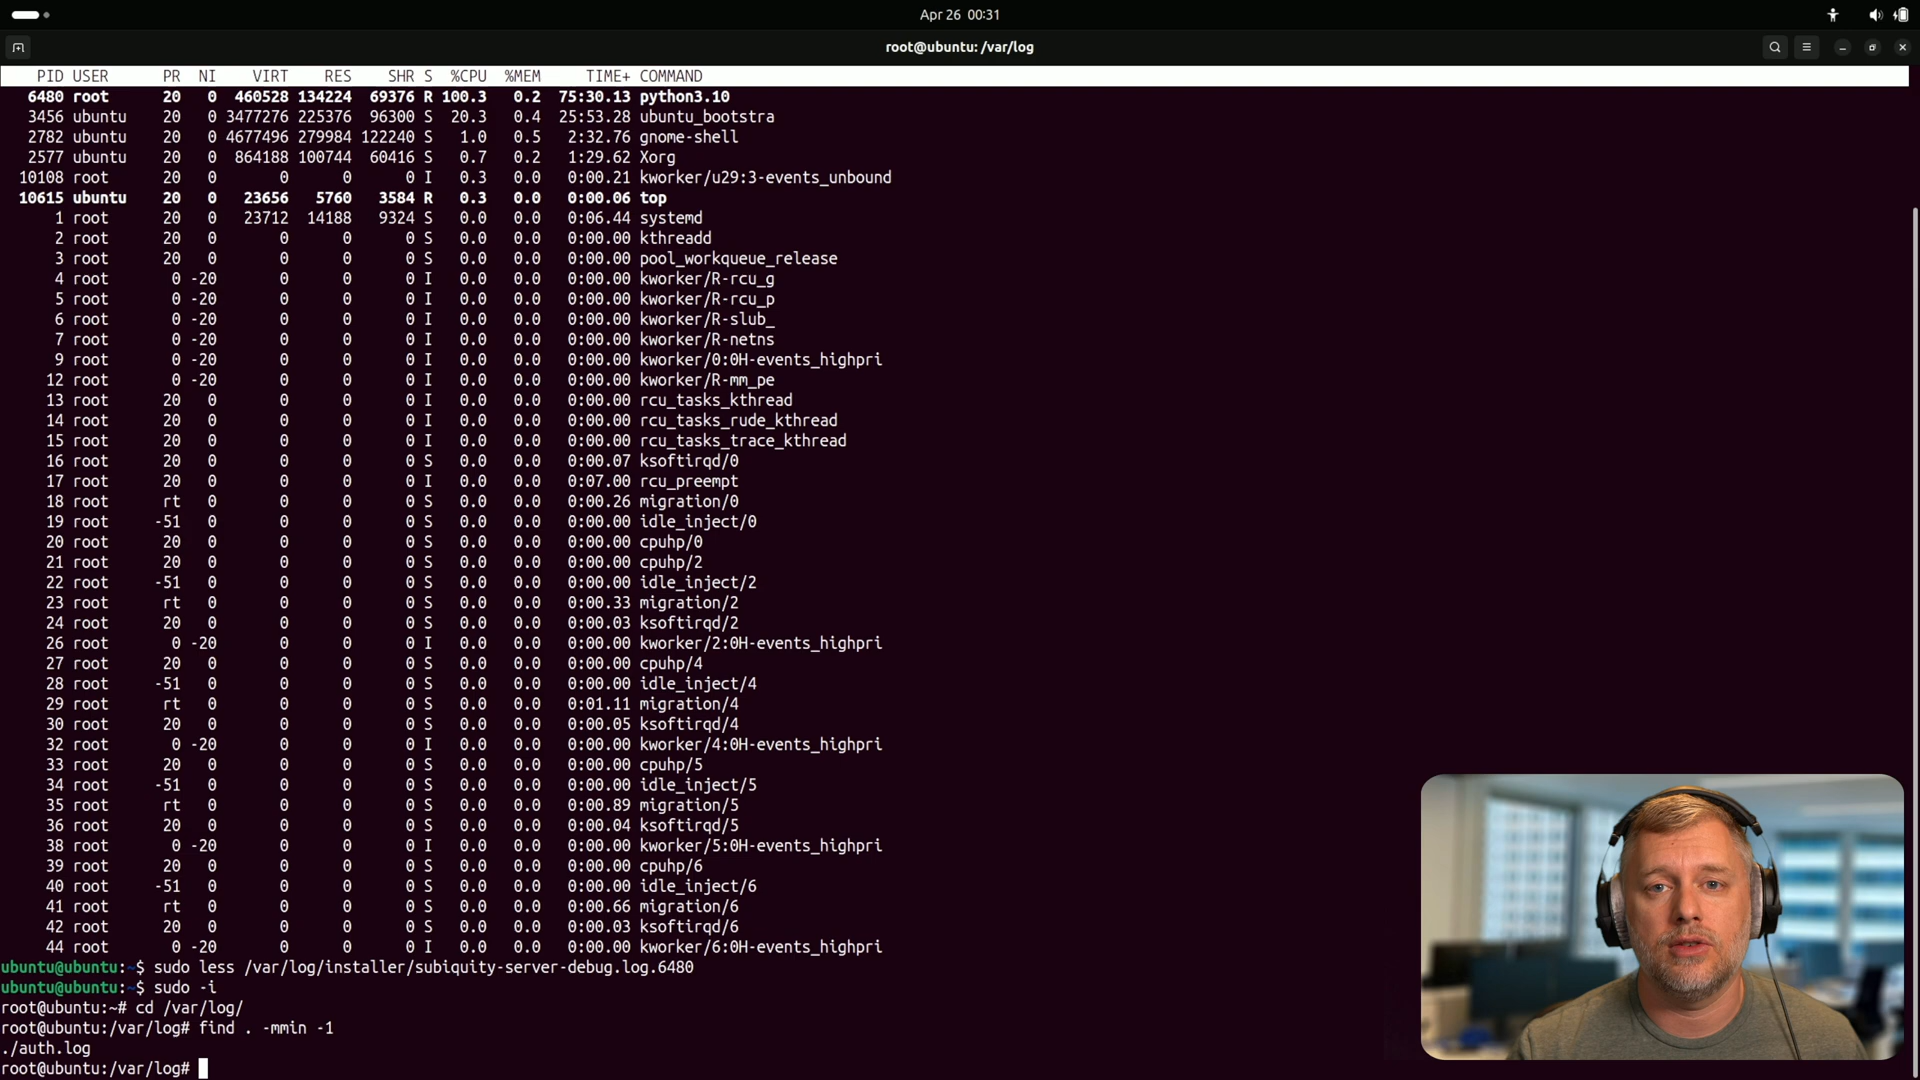 Apr 26 00:31
root@ubuntu: /var/log
PID USER PR NI VIRT RES SHR S %CPU %MEM TIME+ COMMAND
6480 root 20 0 460528 134224 69376 R 100.3 0.2 75:30.13 python3.10
3456 ubuntu 20 0 3477276 225376 96300 S 20.3 0.4 25:53.28 ubuntu_bootstra
2782 ubuntu 20 0 4677496 279984 122240 S 1.0 0.5 2:32.76 gnome-shell
2577 ubuntu 20 0 864188 100744 60416 S 0.7 0.2 1:29.62 Xorg
10108 root 20 0 0 0 0 I 0.3 0.0 0:00.21 kworker/u29:3-events_unbound
10615 ubuntu 20 0 23656 5760 3584 R 0.3 0.0 0:00.06 top
1 root 20 0 23712 14188 9324 S 0.0 0.0 0:06.44 systemd
2 root 20 0 0 0 0 S 0.0 0.0 0:00.00 kthreadd
3 root 20 0 0 0 0 S 0.0 0.0 0:00.00 pool_workqueue_release
4 root 0 -20 0 0 0 I 0.0 0.0 0:00.00 kworker/R-rcu_g
5 root 0 -20 0 0 0 I 0.0 0.0 0:00.00 kworker/R-rcu_p
6 root 0 -20 0 0 0 I 0.0 0.0 0:00.00 kworker/R-slub_
7 root 0 -20 0 0 0 I 0.0 0.0 0:00.00 kworker/R-netns
9 root 0 -20 0 0 0 I 0.0 0.0 0:00.00 kworker/0:0H-events_highpri
12 root 0 -20 0 0 0 I 0.0 0.0 0:00.00 kworker/R-mm_pe
13 root 20 0 0 0 0 I 0.0 0.0 0:00.00 rcu_tasks_kthread
14 root 20 0 0 0 0 I 0.0 0.0 0:00.00 rcu_tasks_rude_kthread
15 root 20 0 0 0 0 I 0.0 0.0 0:00.00 rcu_tasks_trace_kthread
16 root 20 0 0 0 0 S 0.0 0.0 0:00.07 ksoftirqd/0
17 root 20 0 0 0 0 I 0.0 0.0 0:07.00 rcu_preempt
18 root rt 0 0 0 0 S 0.0 0.0 0:00.26 migration/0
19 root -51 0 0 0 0 S 0.0 0.0 0:00.00 idle_inject/0
20 root 20 0 0 0 0 S 0.0 0.0 0:00.00 cpuhp/0
21 root 20 0 0 0 0 S 0.0 0.0 0:00.00 cpuhp/2
22 root -51 0 0 0 0 S 0.0 0.0 0:00.00 idle_inject/2
23 root rt 0 0 0 0 S 0.0 0.0 0:00.33 migration/2
24 root 20 0 0 0 0 S 0.0 0.0 0:00.03 ksoftirqd/2
26 root 0 -20 0 0 0 I 0.0 0.0 0:00.00 kworker/2:0H-events_highpri
27 root 20 0 0 0 0 S 0.0 0.0 0:00.00 cpuhp/4
28 root -51 0 0 0 0 S 0.0 0.0 0:00.00 idle_inject/4
29 root rt 0 0 0 0 S 0.0 0.0 0:01.11 migration/4
30 root 20 0 0 0 0 S 0.0 0.0 0:00.05 ksoftirqd/4
32 root 0 -20 0 0 0 I 0.0 0.0 0:00.00 kworker/4:0H-events_highpri
33 root 20 0 0 0 0 S 0.0 0.0 0:00.00 cpuhp/5
34 root -51 0 0 0 0 S 0.0 0.0 0:00.00 idle_inject/5
35 root rt 0 0 0 0 S 0.0 0.0 0:00.89 migration/5
36 root 20 0 0 0 0 S 0.0 0.0 0:00.04 ksoftirqd/5
38 root 0 -20 0 0 0 I 0.0 0.0 0:00.00 kworker/5:0H-events_highpri
39 root 20 0 0 0 0 S 0.0 0.0 0:00.00 cpuhp/6
40 root -51 0 0 0 0 S 0.0 0.0 0:00.00 idle_inject/6
41 root rt 0 0 0 0 S 0.0 0.0 0:00.66 migration/6
42 root 20 0 0 0 0 S 0.0 0.0 0:00.03 ksoftirqd/6
44 root 0 -20 0 0 0 I 0.0 0.0 0:00.00 kworker/6:0H-events_highpri
ubuntu@ubuntu:~$ sudo less /var/log/installer/subiquity-server-debug.log.6480
ubuntu@ubuntu:~$ sudo -i
root@ubuntu:~# cd /var/log/
root@ubuntu:/var/log# find . -mmin -1
./auth.log
root@ubuntu:/var/log#